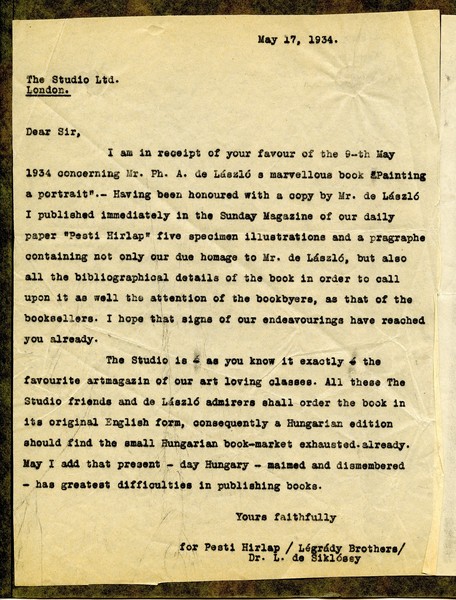 May 17, 1934.
The Studio Ltd.
London.
Dear Sir,
I am in receipt of your favour of the 9-th May
1934 concerning Mr. Ph. A. de László s marvellous book "Painting
a portrait".- Having been honoured with a copy by Mr. de László
I published immediately in the Sunday Magazine of our daily
paper "Pesti Hirlap" five specimen illustrations and a pragraphe
containing not only our due homage to Mr. de László, but also
all the bibliographical details of the book in order to call
upon it as well the attention of the bookbyers, as that of the
booksellers. I hope that signs of our endeavourings have reached
you already.
The Studio is - as you know it exactly - the
favourite artmagazin of our art loving classes. All these The
Studio friends and de László admirers shall order the book in
its original English form, consequently a Hungarian edition
should find the small Hungarian book-market exhausted.already.
May I add that present - day Hungary - maimed and dismembered
- has greatest difficulties in publishing books.
Yours faithfully
for Pesti Hirlap / Légrády Brothers/
Dr. L. de Siklóssy